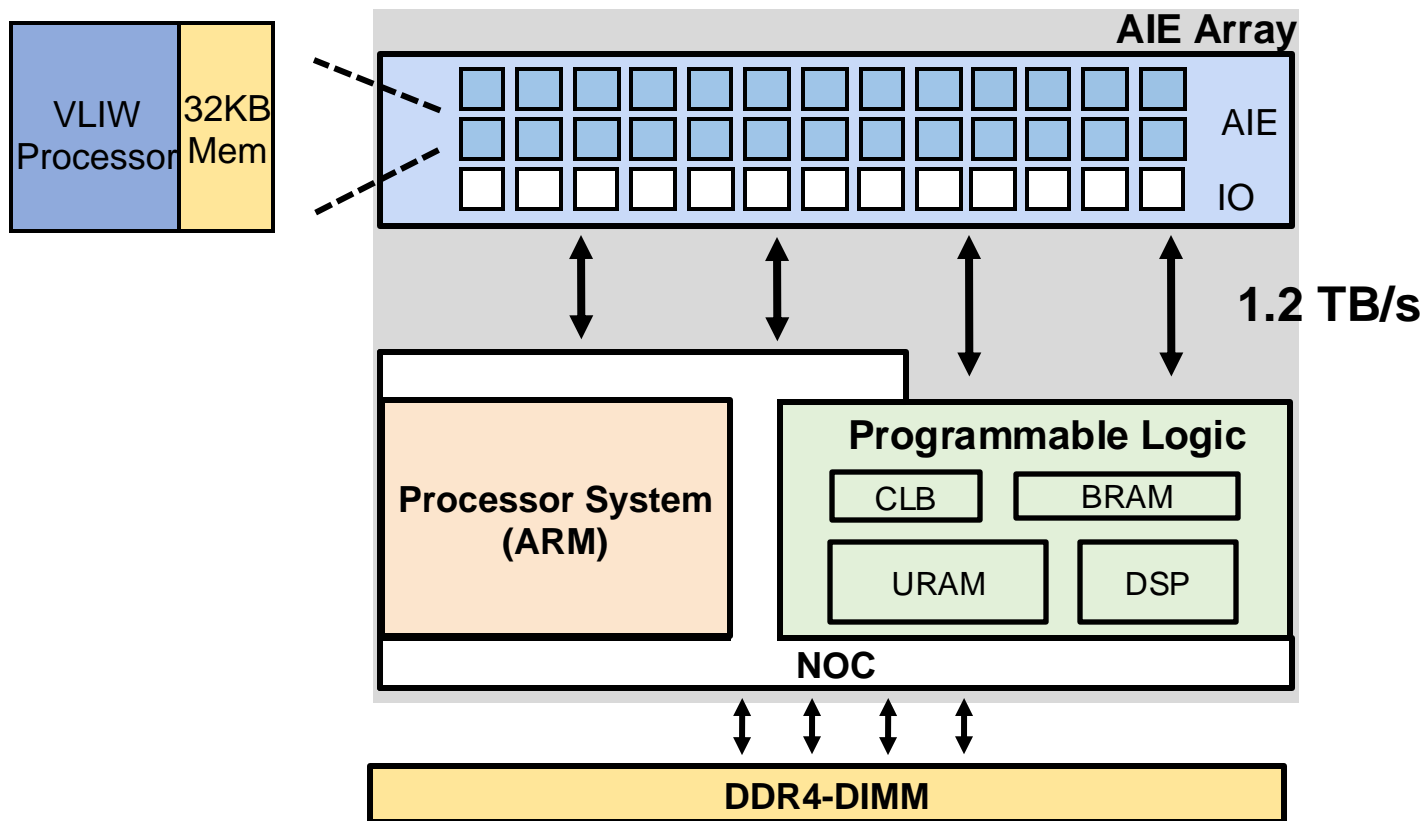 AIE Array
VLIW
Processor
32KB
Mem
AIE
IO
1.2 TB/s
Processor System
(ARM)
Programmable Logic
CLB
BRAM
URAM
DSP
NOC
DDR4-DIMM